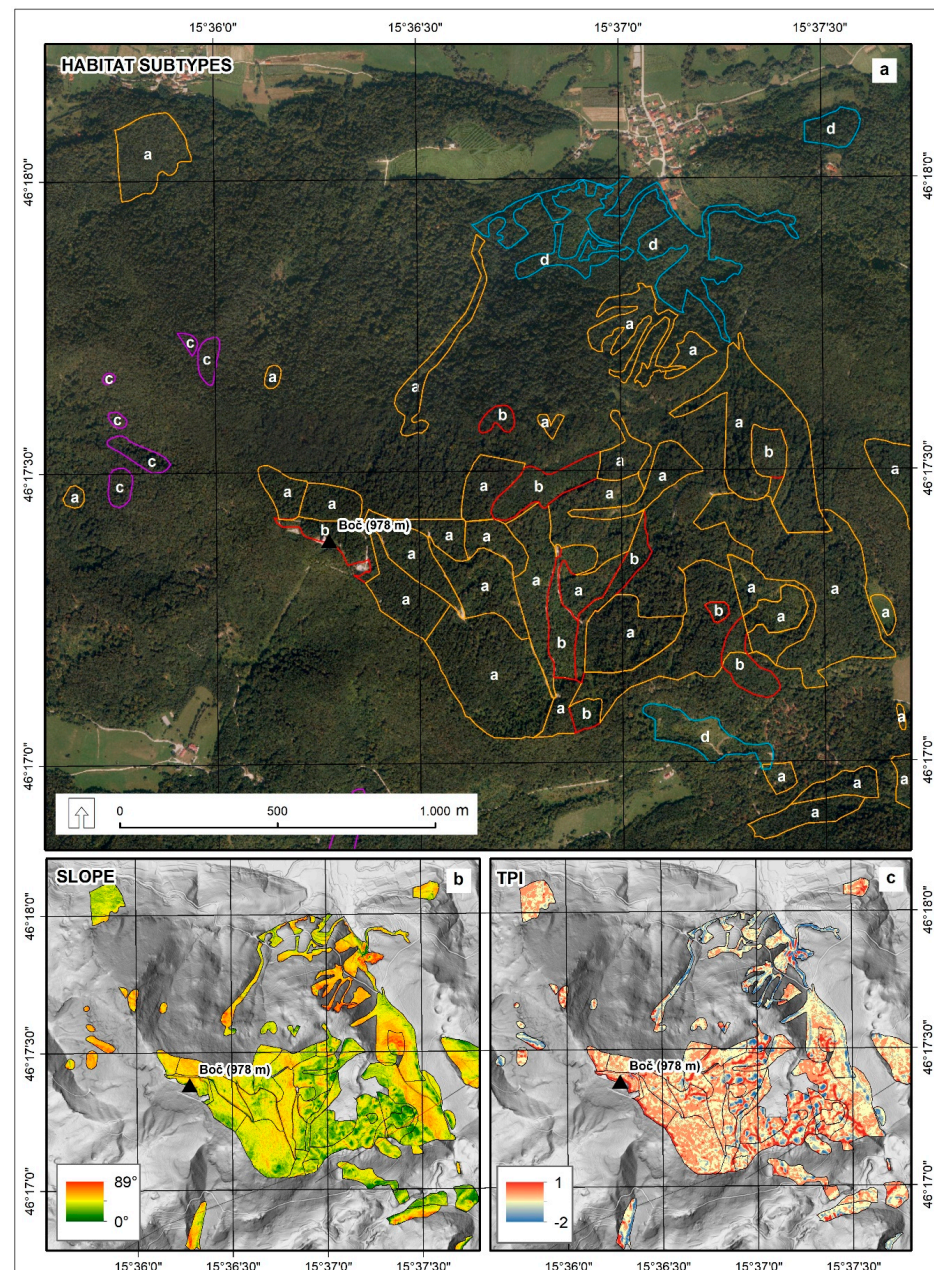 15°36'0" 15°36'30" 15°37'0" 15°37'30"
HABITAT SUBTYPES
a
d
a
46°18'0" 46°18'0"
d
d
a
a
c
c
c
a
a
b
a
a
c
b
46°17'30" 46°17'30"
c
a
b
a
a
a
c
a
a
a
a
b Boč (978 m)
a
a
a
a
a
b
a
a
a
a
b
a
a
a
b
b
a
a
b
a
d
46°17'0" 46°17'0"
a
a
a
a
0 500 1.000 m
SLOPE
b
46°18'0"
46°17'30"
Boč (978 m)
46°17'0"
89°
0°
15°36'0" 15°36'30" 15°37'0" 15°37'30"
TPI
c
46°18'0"
46°17'30"
Boč (978 m)
46°17'0"
1
-2
15°36'0" 15°36'30" 15°37'0" 15°37'30"